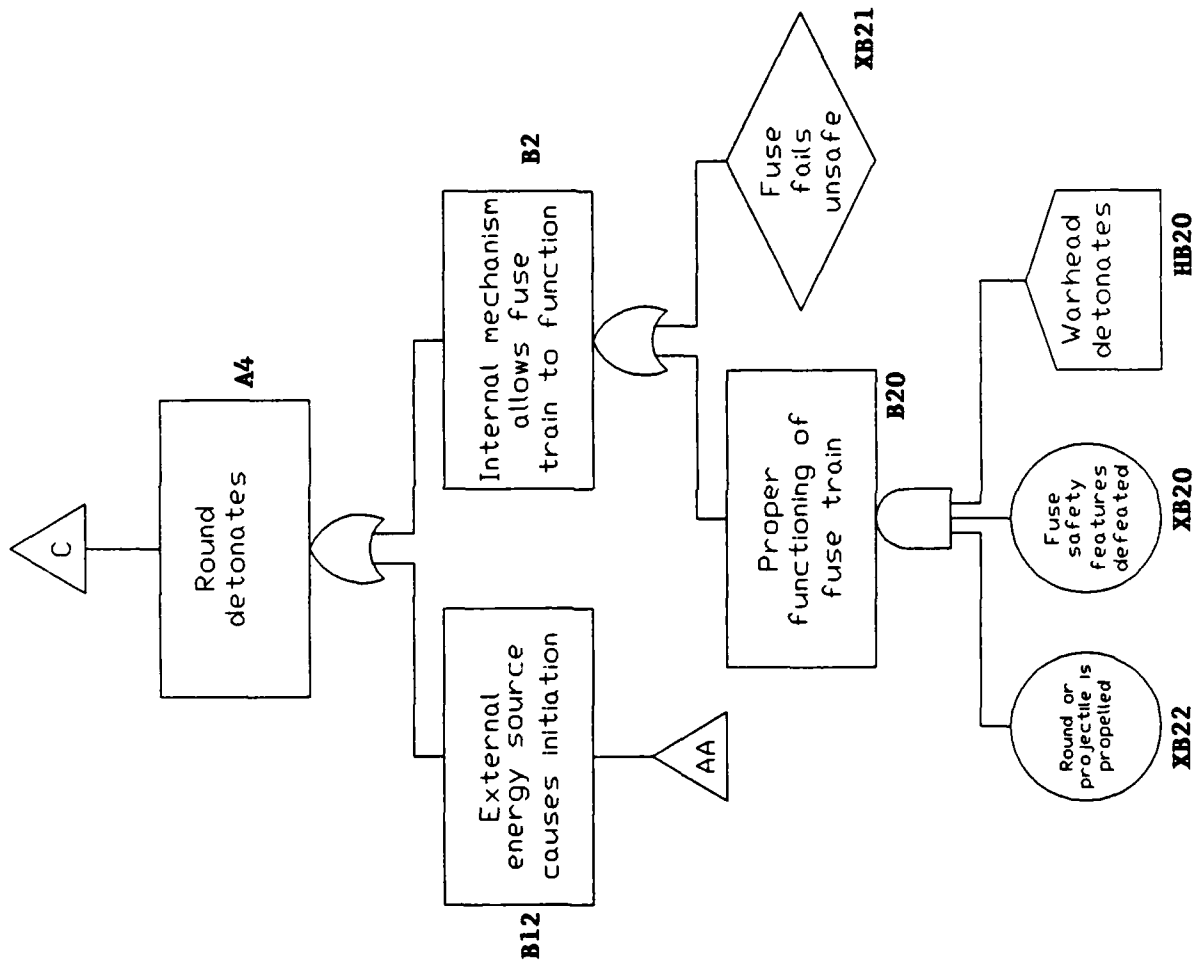 C
Round
detonates
A4
External
energy source
causes initiation
B12
Internal mechanism
allows fuse
train to function
B2
AA
Proper
functioning of
fuse train
B20
Fuse
fails
unsafe
XB21
Round or
projectile is
propelled
XB22
Fuse
safety
features
defeated
XB20
Warhead
detonates
HB20